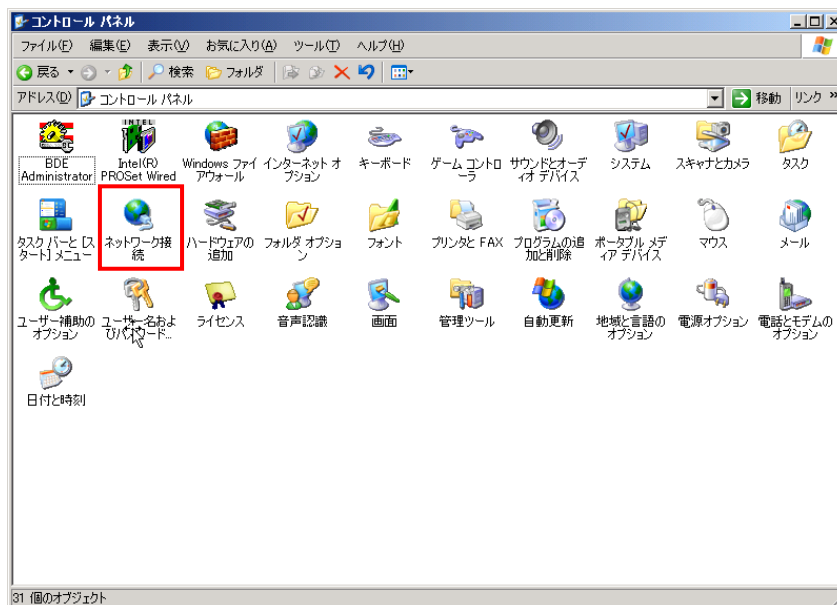 コントロール パネル
ファイル(F) 編集(E) 表示(V) お気に入り(A) ツール(T) ヘルプ(H)
戻る 検索 フォルダ
アドレス(D) コントロール パネル 移動 リンク »
BDE Administrator
INTEL
Intel(R) PROSet Wired
Windows ファイアウォール
インターネット オプション
キーボード
ゲーム コントローラ
サウンドとオーディオ デバイス
システム
スキャナとカメラ
タスク
タスク バーと [スタート] メニュー
ネットワーク接続
ハードウェアの追加
フォルダ オプション
フォント
プリンタと FAX
プログラムの追加と削除
ポータブル メディア デバイス
マウス
メール
ユーザー補助のオプション
ユーザー名およびパスワード...
ライセンス
音声認識
画面
管理ツール
自動更新
地域と言語のオプション
電源オプション
電話とモデムのオプション
日付と時刻
31 個のオブジェクト